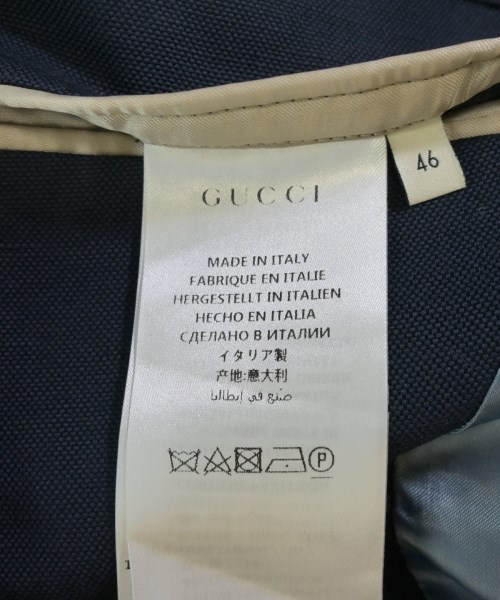 GUCCI
46
MADE IN ITALY
FABRIQUE EN ITALIE
HERGESTELLT IN ITALIEN
HECHO EN ITALIA
СДЕЛАНО В ИТАЛИИ
イタリア製
产地:意大利
صنع في إيطاليا
P